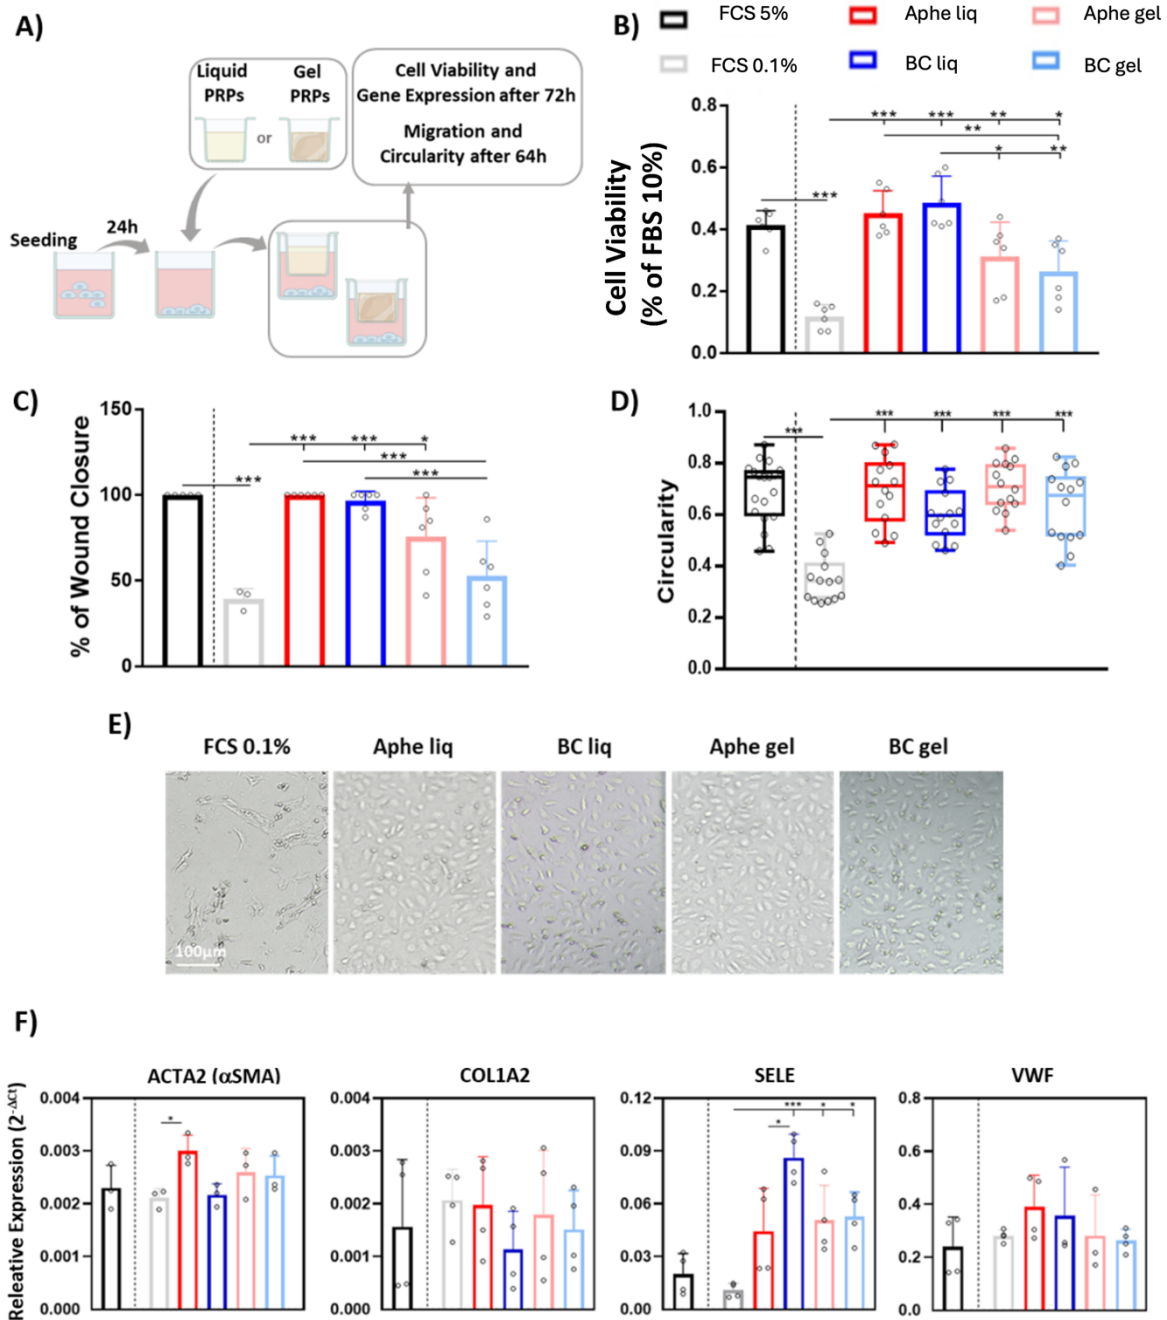 A)
Liquid
PRPs
Gel
PRPs
or
Cell Viability and
Gene Expression after 72h
Migration and
Circularity after 64h
Seeding
24h
B)
FCS 5%
Aphe liq
Aphe gel
FCS 0.1%
BC liq
BC gel
Cell Viability
(% of FBS 10%)
0.8
0.6
0.4
0.2
0.0
***
***
***
**
*
**
*
**
C)
% of Wound Closure
150
100
50
0
***
***
***
*
***
***
D)
Circularity
1.0
0.8
0.6
0.4
0.2
0.0
***
***
***
***
***
E)
FCS 0.1%
Aphe liq
BC liq
Aphe gel
BC gel
100μm
F)
Releative Expression (2-ΔCt)
ACTA2 (αSMA)
0.004
0.003
0.002
0.001
0.000
*
COL1A2
0.004
0.003
0.002
0.001
0.000
SELE
0.12
0.09
0.06
0.03
0.00
***
*
*
*
VWF
0.8
0.6
0.4
0.2
0.0